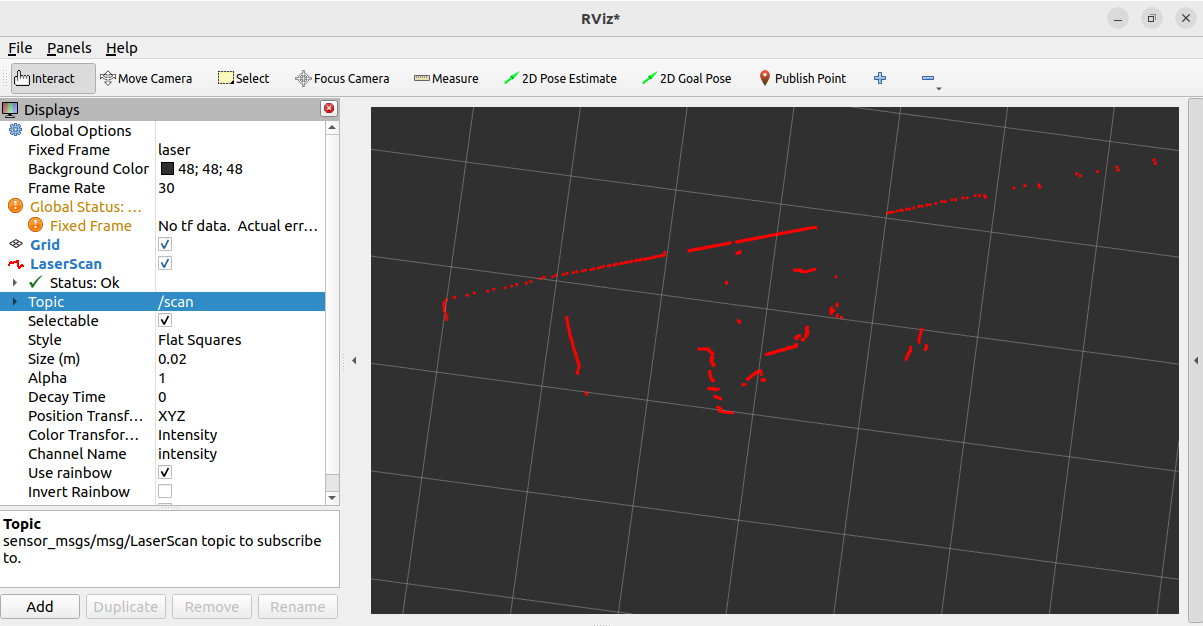 RViz*
File Panels Help
Interact Move Camera Select Focus Camera Measure 2D Pose Estimate 2D Goal Pose Publish Point
Displays
Global Options
Fixed Frame laser
Background Color 48; 48; 48
Frame Rate 30
Global Status: ...
Fixed Frame No tf data.  Actual err...
Grid
LaserScan
Status: Ok
Topic /scan
Selectable
Style Flat Squares
Size (m) 0.02
Alpha 1
Decay Time 0
Position Transf... XYZ
Color Transfor... Intensity
Channel Name intensity
Use rainbow
Invert Rainbow
Topic
sensor_msgs/msg/LaserScan topic to subscribe
to.
Add Duplicate Remove Rename